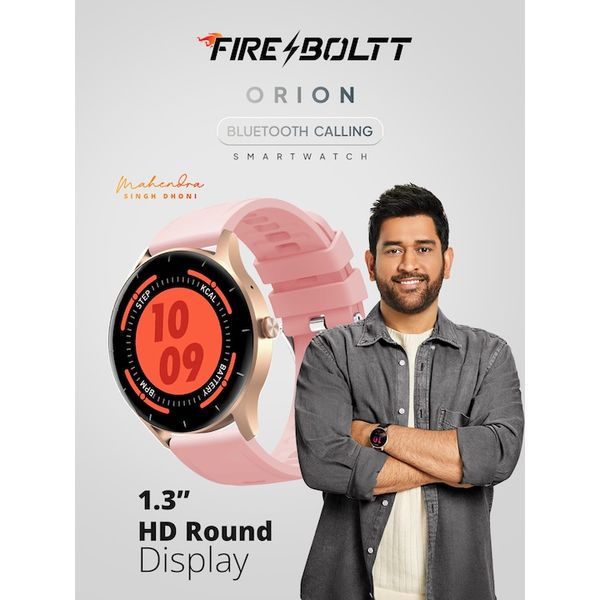 FIRE BOLTT
ORION
BLUETOOTH CALLING
SMARTWATCH
Mahendra
SINGH DHONI
STEP
KCAL
10
09
BPM
BATTERY
1.3”
HD Round
Display